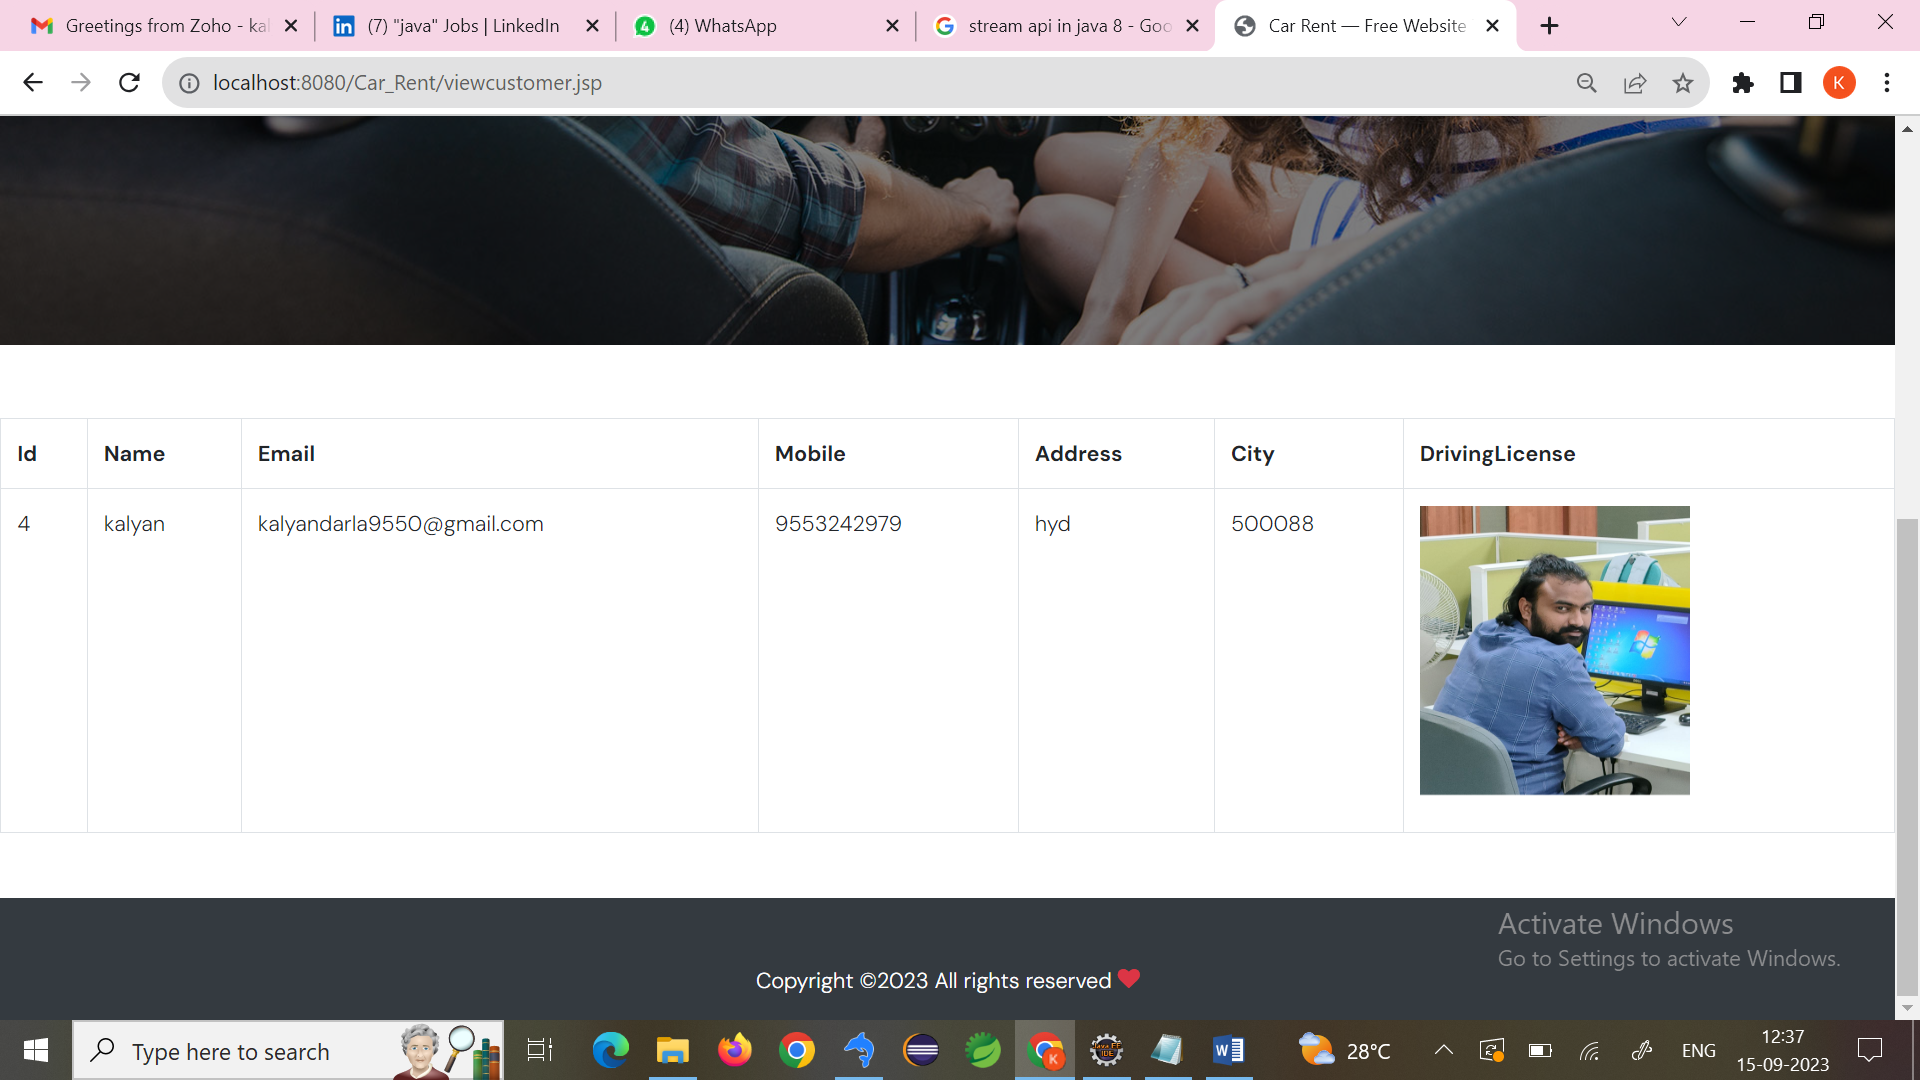 Greetings from Zoho - kal
(7) "java" Jobs | LinkedIn
(4) WhatsApp
stream api in java 8 - Goo
Car Rent — Free Website
localhost:8080/Car_Rent/viewcustomer.jsp
K
Id Name Email Mobile Address City DrivingLicense
4 kalyan kalyandarla9550@gmail.com 9553242979 hyd 500088
Activate Windows
Go to Settings to activate Windows.
Copyright ©2023 All rights reserved
Type here to search
28°C
ENG
12:37
15-09-2023